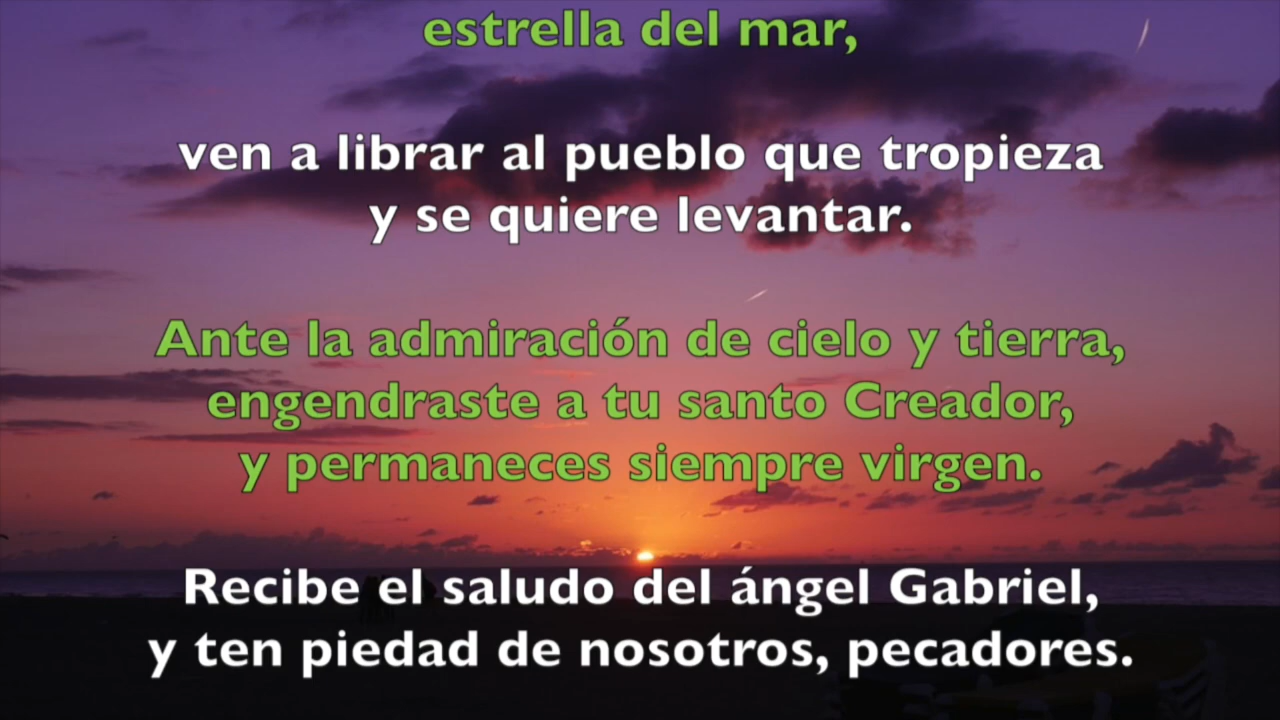 estrella del mar,
ven a librar al pueblo que tropieza
y se quiere levantar.
Ante la admiración de cielo y tierra,
engendraste a tu santo Creador,
y permaneces siempre virgen.
Recibe el saludo del ángel Gabriel,
y ten piedad de nosotros, pecadores.